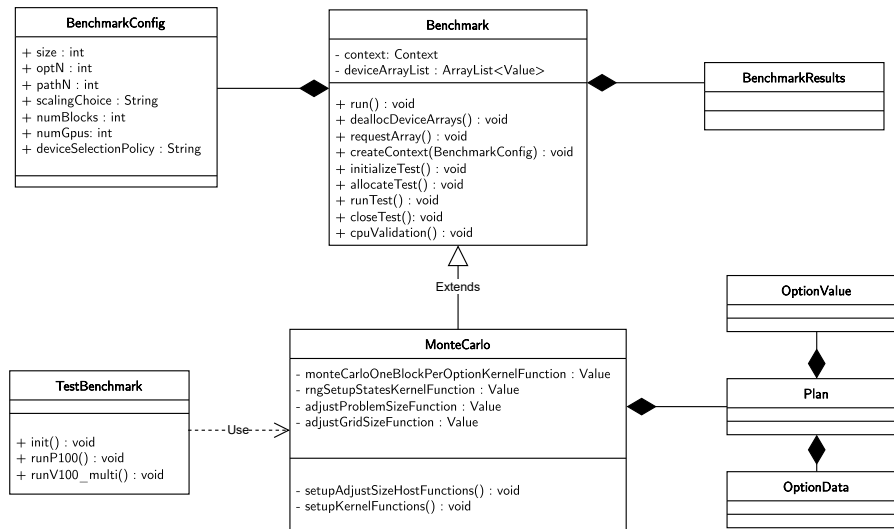 BenchmarkConfig
+ size : int
+ optN : int
+ pathN : int
+ scalingChoice : String
+ numBlocks : int
+ numGpus: int
+ deviceSelectionPolicy : String
Benchmark
- context: Context
- deviceArrayList : ArrayList<Value>
+ run() : void
+ deallocDeviceArrays() : void
+ requestArray() : void
+ createContext(BenchmarkConfig) : void
+ initializeTest() : void
+ allocateTest() : void
+ runTest() : void
+ closeTest(): void
+ cpuValidation() : void
BenchmarkResults
Extends
MonteCarlo
- monteCarloOneBlockPerOptionKernelFunction : Value
- rngSetupStatesKernelFunction : Value
- adjustProblemSizeFunction : Value
- adjustGridSizeFunction : Value
- setupAdjustSizeHostFunctions() : void
- setupKernelFunctions() : void
TestBenchmark
+ init() : void
+ runP100() : void
+ runV100_multi() : void
Use
OptionValue
Plan
OptionData